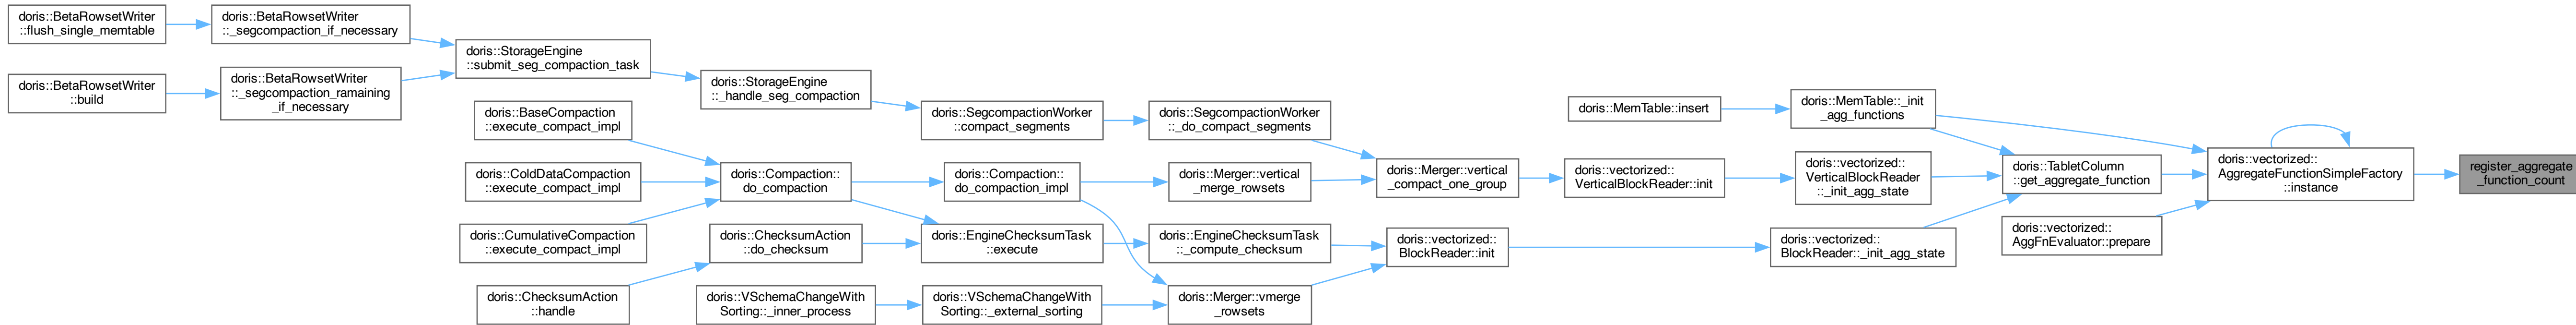 doris::BetaRowsetWriter
::flush_single_memtable
doris::BetaRowsetWriter
::_segcompaction_if_necessary
doris::BetaRowsetWriter
::build
doris::BetaRowsetWriter
::_segcompaction_ramaining
_if_necessary
doris::StorageEngine
::submit_seg_compaction_task
doris::StorageEngine
::_handle_seg_compaction
doris::BaseCompaction
::execute_compact_impl
doris::ColdDataCompaction
::execute_compact_impl
doris::CumulativeCompaction
::execute_compact_impl
doris::ChecksumAction
::handle
doris::Compaction::
do_compaction
doris::ChecksumAction
::do_checksum
doris::VSchemaChangeWith
Sorting::_inner_process
doris::SegcompactionWorker
::compact_segments
doris::Compaction::
do_compaction_impl
doris::EngineChecksumTask
::execute
doris::VSchemaChangeWith
Sorting::_external_sorting
doris::SegcompactionWorker
::_do_compact_segments
doris::Merger::vertical
_merge_rowsets
doris::EngineChecksumTask
::_compute_checksum
doris::Merger::vmerge
_rowsets
doris::Merger::vertical
_compact_one_group
doris::vectorized::
BlockReader::init
doris::MemTable::insert
doris::vectorized::
VerticalBlockReader::init
doris::MemTable::_init
_agg_functions
doris::vectorized::
VerticalBlockReader
::_init_agg_state
doris::vectorized::
BlockReader::_init_agg_state
doris::TabletColumn
::get_aggregate_function
doris::vectorized::
AggFnEvaluator::prepare
doris::vectorized::
AggregateFunctionSimpleFactory
::instance
register_aggregate
_function_count